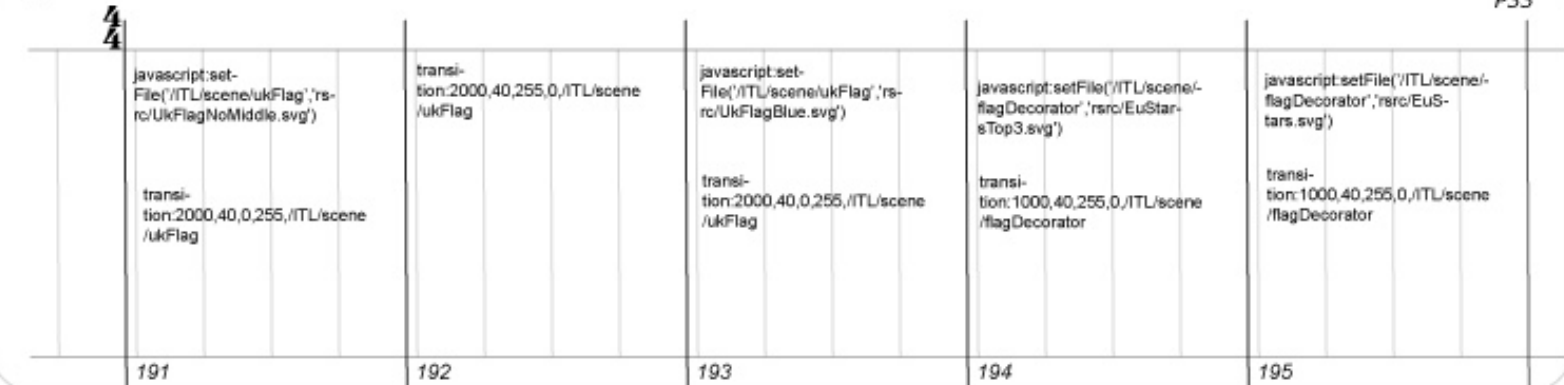 4
4
javascript:set-
File('/ITL/scene/ukFlag','rs-
rc/UkFlagNoMiddle.svg')
transi-
tion:2000,40,0,255,/ITL/scene
/ukFlag
191
transi-
tion:2000,40,255,0,/ITL/scene
/ukFlag
192
javascript:set-
File('/ITL/scene/ukFlag','rs-
rc/UkFlagBlue.svg')
transi-
tion:2000,40,0,255,/ITL/scene
/ukFlag
193
javascript:setFile('/ITL/scene/-
flagDecorator','rsrc/EuStar-
sTop3.svg')
transi-
tion:1000,40,255,0,/ITL/scene
/flagDecorator
194
javascript:setFile('/ITL/scene/-
flagDecorator','rsrc/EuS-
tars.svg')
transi-
tion:1000,40,255,0,/ITL/scene
/flagDecorator
195